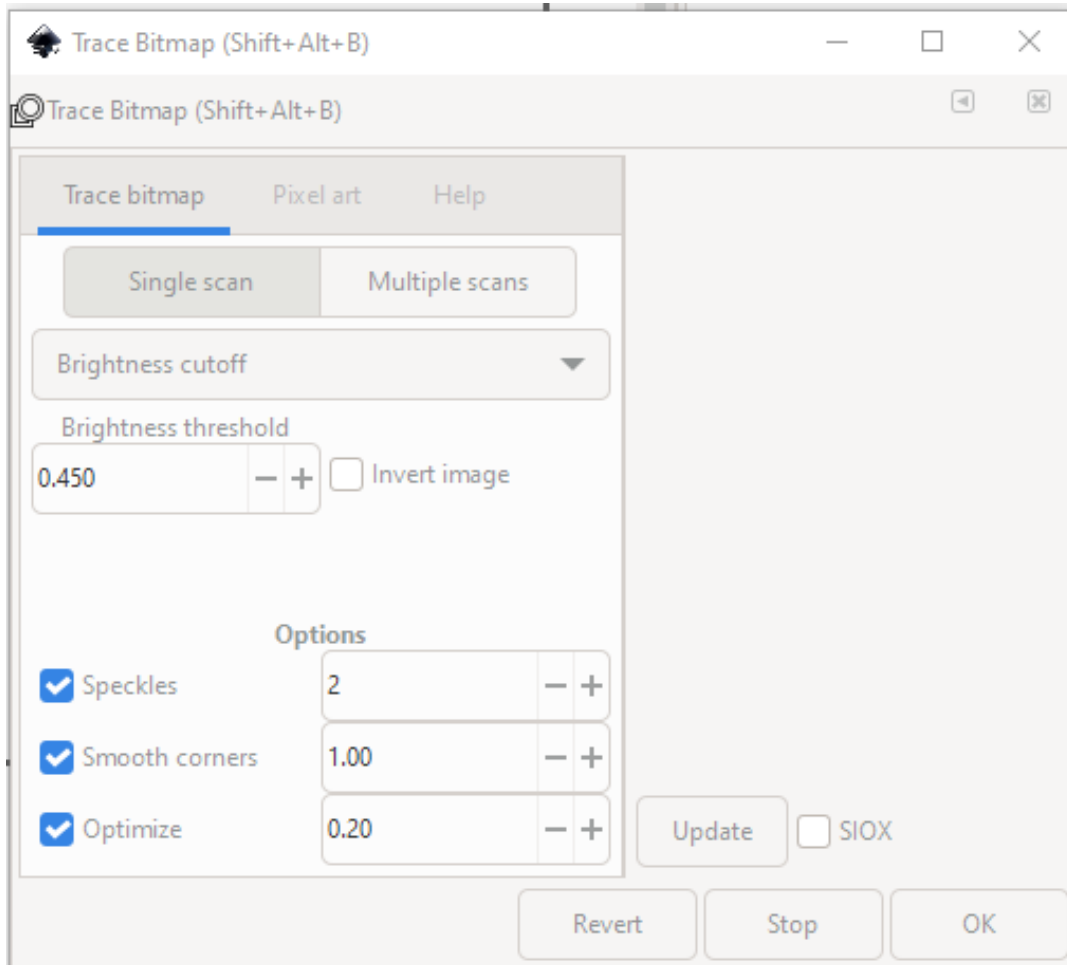 Trace Bitmap (Shift+Alt+B)
Trace Bitmap (Shift+Alt+B)
Trace bitmap Pixel art Help
Single scan Multiple scans
Brightness cutoff
Brightness threshold
0.450 Invert image
Options
Speckles 2
Smooth corners 1.00
Optimize 0.20
Update SIOX
Revert Stop OK